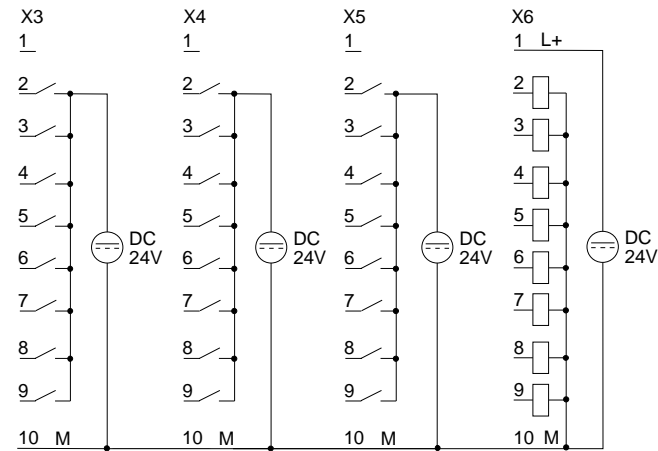 X3 X4 X5 X6
1 1 1 1 L+
2 2 2 2
3 3 3 3
4 4 4 4
5 5 5 5
DC DC DC DC
24V 24V 24V 24V
6 6 6 6
7 7 7 7
8 8 8 8
9 9 9 9
10 M 10 M 10 M 10 M